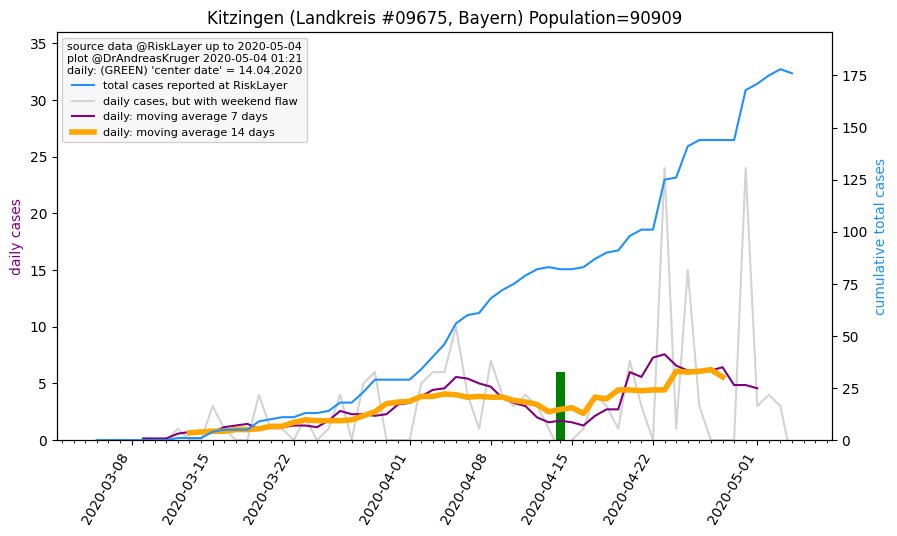 Kitzingen (Landkreis #09675, Bayern) Population=90909
source data @RiskLayer up to 2020-05-04
plot @DrAndreasKruger 2020-05-04 01:21
daily: (GREEN) 'center date' = 14.04.2020
total cases reported at RiskLayer
daily cases, but with weekend flaw
daily: moving average 7 days
daily: moving average 14 days
daily cases
35
30
25
20
15
10
5
0
cumulative total cases
175
150
125
100
75
50
25
0
2020-03-08
2020-03-15
2020-03-22
2020-04-01
2020-04-08
2020-04-15
2020-04-22
2020-05-01